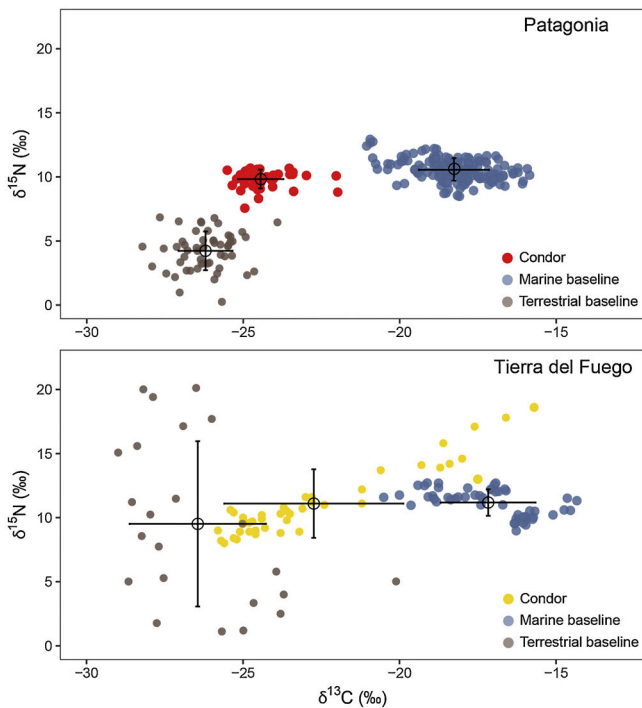 Patagonia
20
15
10
5
0
δ¹⁵N (‰)
Condor
Marine baseline
Terrestrial baseline
−30
−25
−20
−15
Tierra del Fuego
20
15
10
5
0
δ¹⁵N (‰)
Condor
Marine baseline
Terrestrial baseline
−30
−25
−20
−15
δ¹³C (‰)